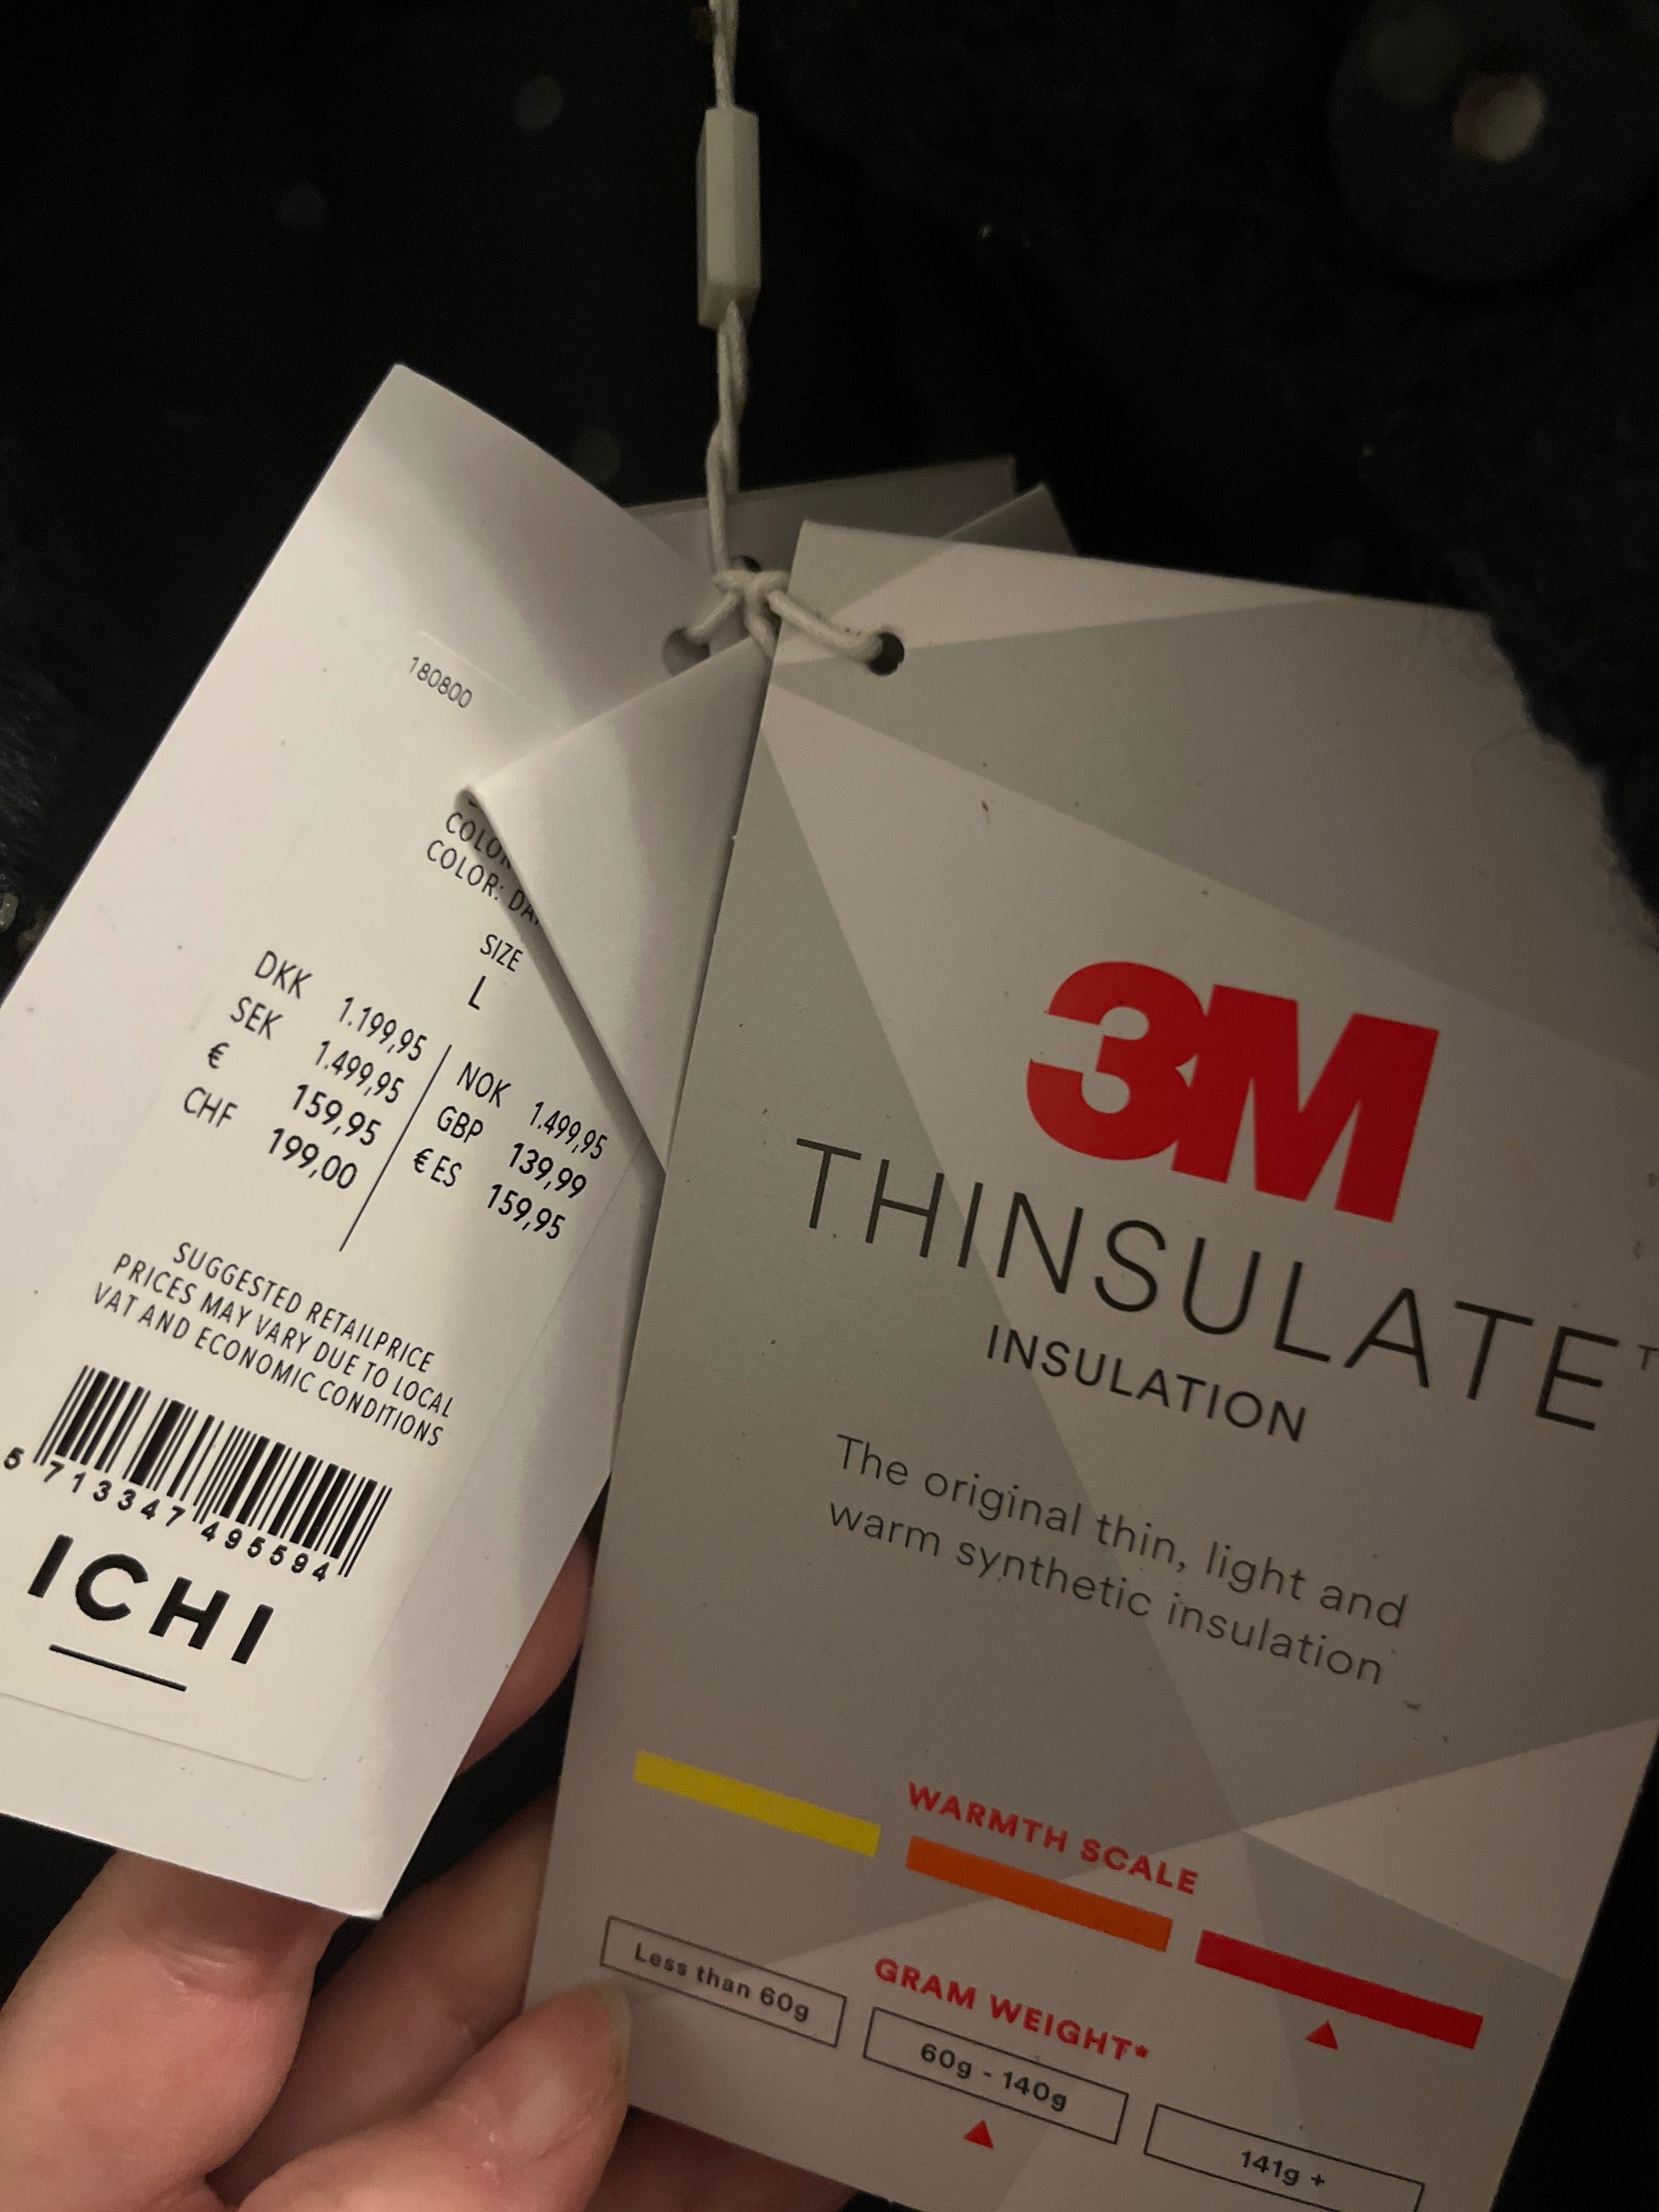 180800
COLOR: DA
SIZE
L
DKK 1.199,95
SEK 1.499,95
€ 159,95
CHF 199,00
NOK 1.499,95
GBP 139,99
€ ES 159,95
SUGGESTED RETAILPRICE
PRICES MAY VARY DUE TO LOCAL
VAT AND ECONOMIC CONDITIONS
5 713347 495594
ICHI
3M
THINSULATE
INSULATION
The original thin, light and
warm synthetic insulation
WARMTH SCALE
GRAM WEIGHT*
Less than 60g
60g - 140g
141g +